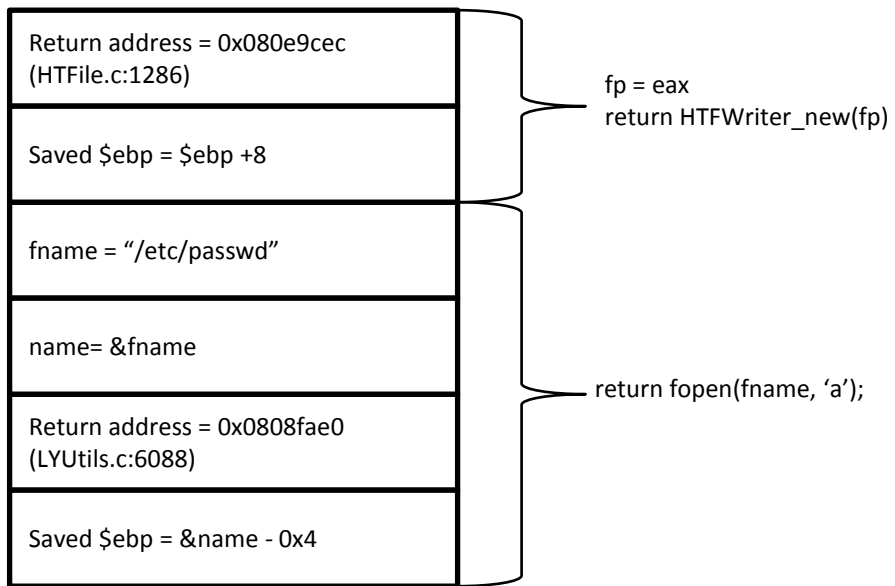 Return address = 0x080e9cec
(HTFile.c:1286)
Saved $ebp = $ebp +8
fname = “/etc/passwd”
name= &fname
Return address = 0x0808fae0
(LYUtils.c:6088)
Saved $ebp = &name - 0x4
fp = eax
return HTFWriter_new(fp)
return fopen(fname, ‘a’);